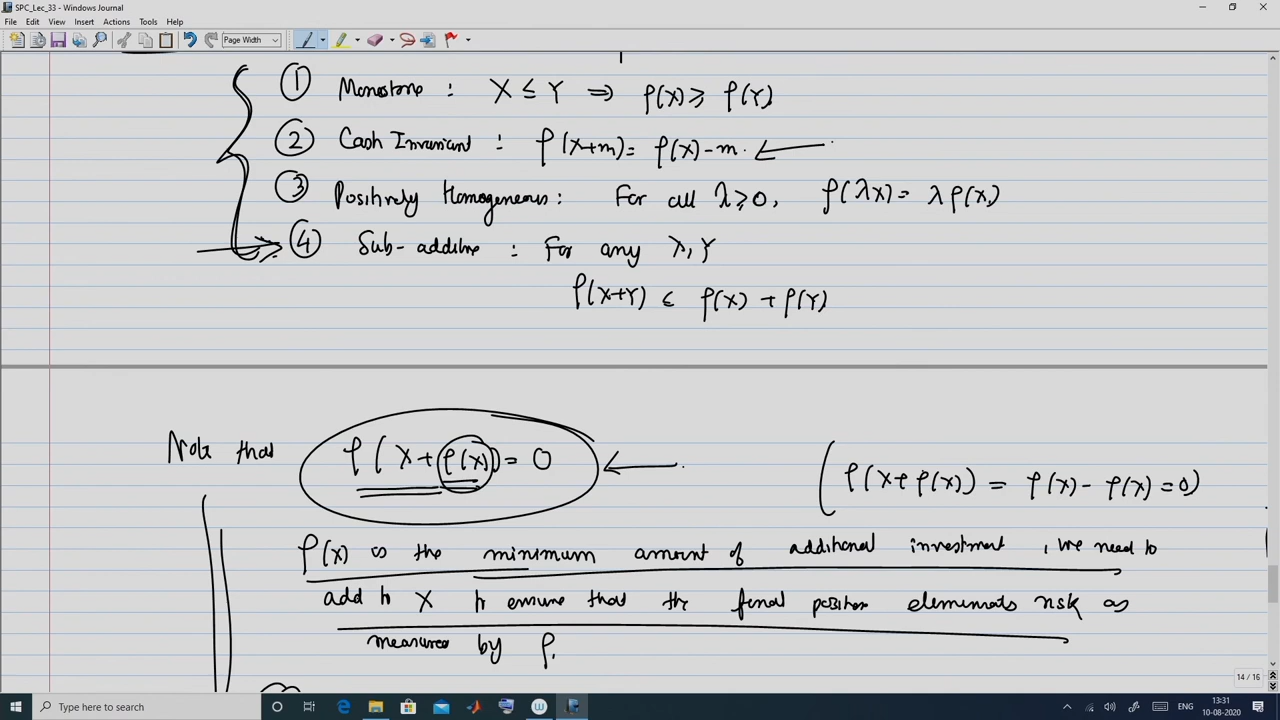 SPC_Lec_33 - Windows Journal
File Edit View Insert Actions Tools Help
Page Width
① Monotone : X ≤ Y ⇒ ρ(X) ≥ ρ(Y)
② Cash Invariant : ρ(X+m) = ρ(X) - m.
③ Positively Homogeneous : For all λ ≥ 0, ρ(λX) = λ ρ(X)
④ Sub-additive : For any X, Y
ρ(X+Y) ≤ ρ(X) + ρ(Y)
Note that ρ(X + ρ(X)) = 0 (ρ(X + ρ(X)) = ρ(X) - ρ(X) = 0)
ρ(X) is the minimum amount of additional investment, we need to
add to X to ensure that the final position eliminates risk as
measured by ρ.
14 / 16
Type here to search
ENG
13:31
10-08-2020